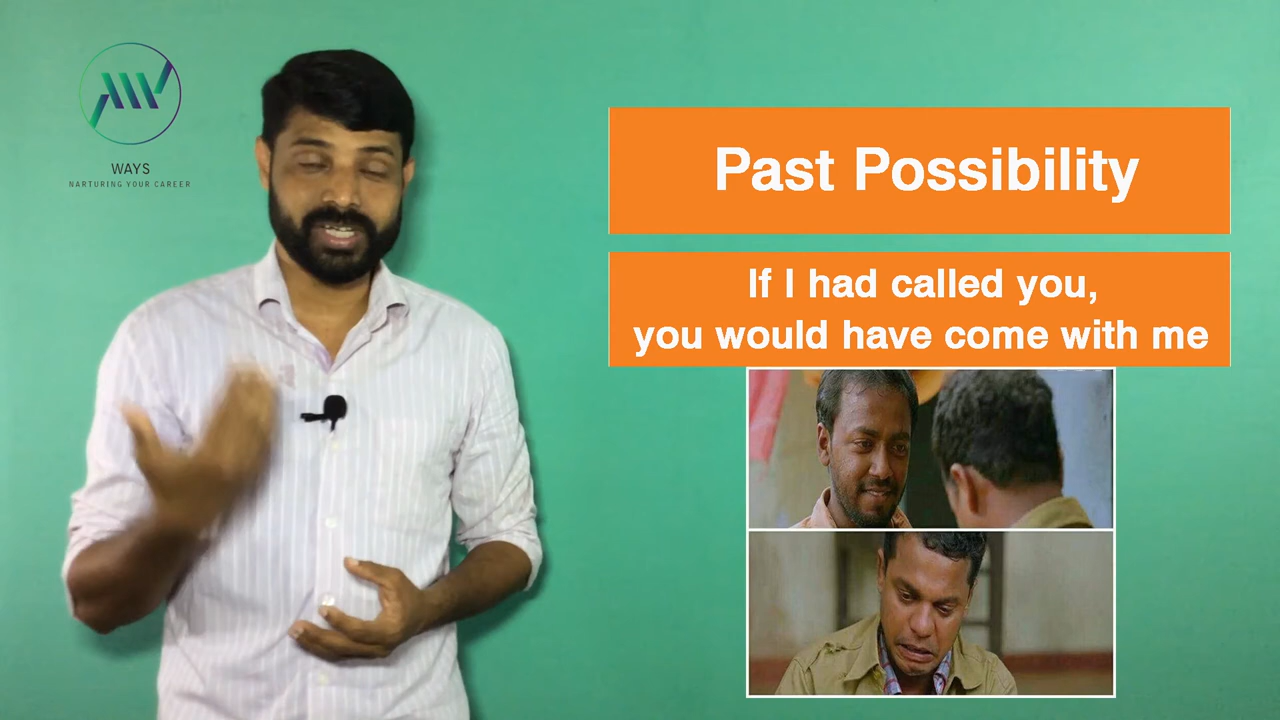 WAYS
NARTURING YOUR CAREER
Past Possibility
If I had called you,
you would have come with me